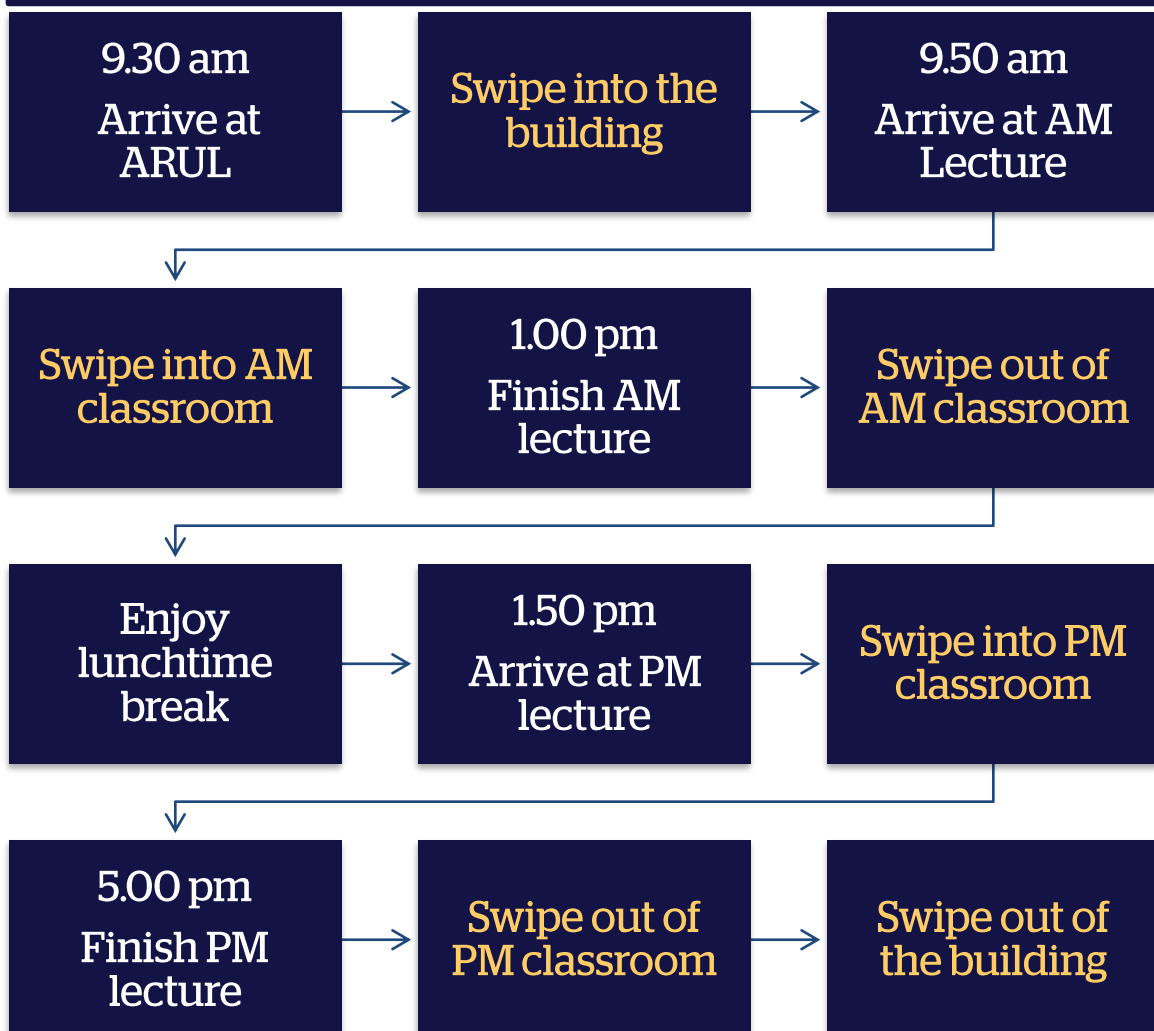 9.30 am
Arrive at
ARUL
Swipe into the
building
9.50 am
Arrive at AM
Lecture
Swipe into AM
classroom
1.00 pm
Finish AM
lecture
Swipe out of
AM classroom
Enjoy
lunchtime
break
1.50 pm
Arrive at PM
lecture
Swipe into PM
classroom
5.00 pm
Finish PM
lecture
Swipe out of
PM classroom
Swipe out of
the building